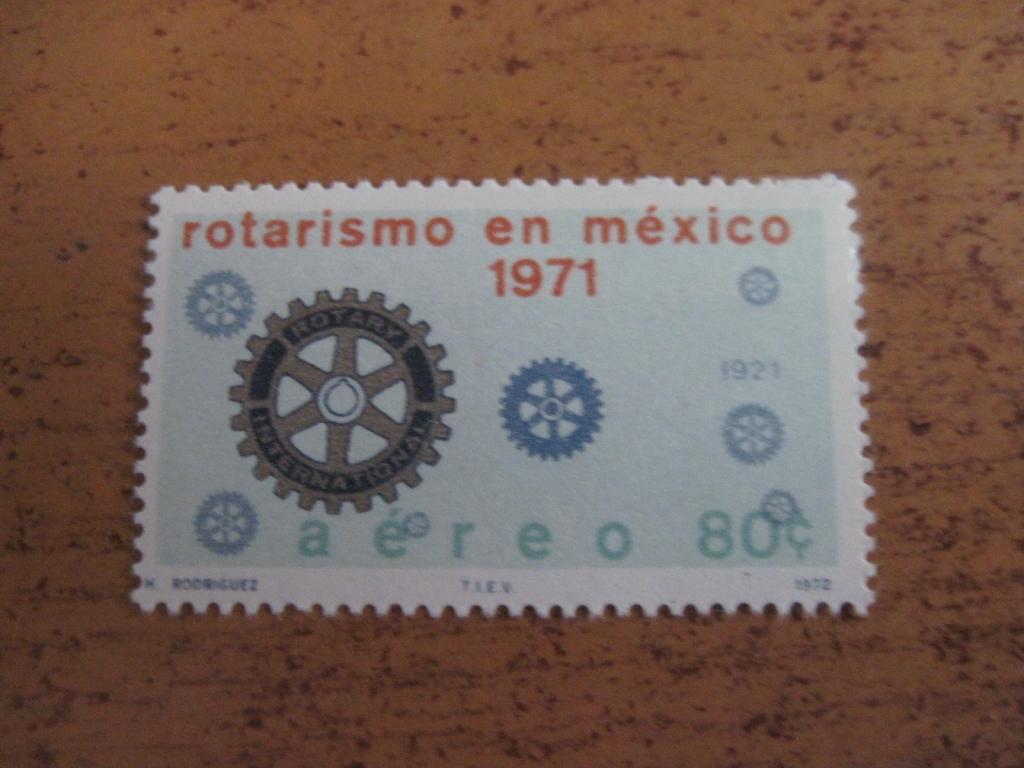 rotarismo en méxico
1971
ROTARY
INTERNATIONAL
1921
aéreo 80¢
H. RODRIGUEZ T.I.E.V. 1972